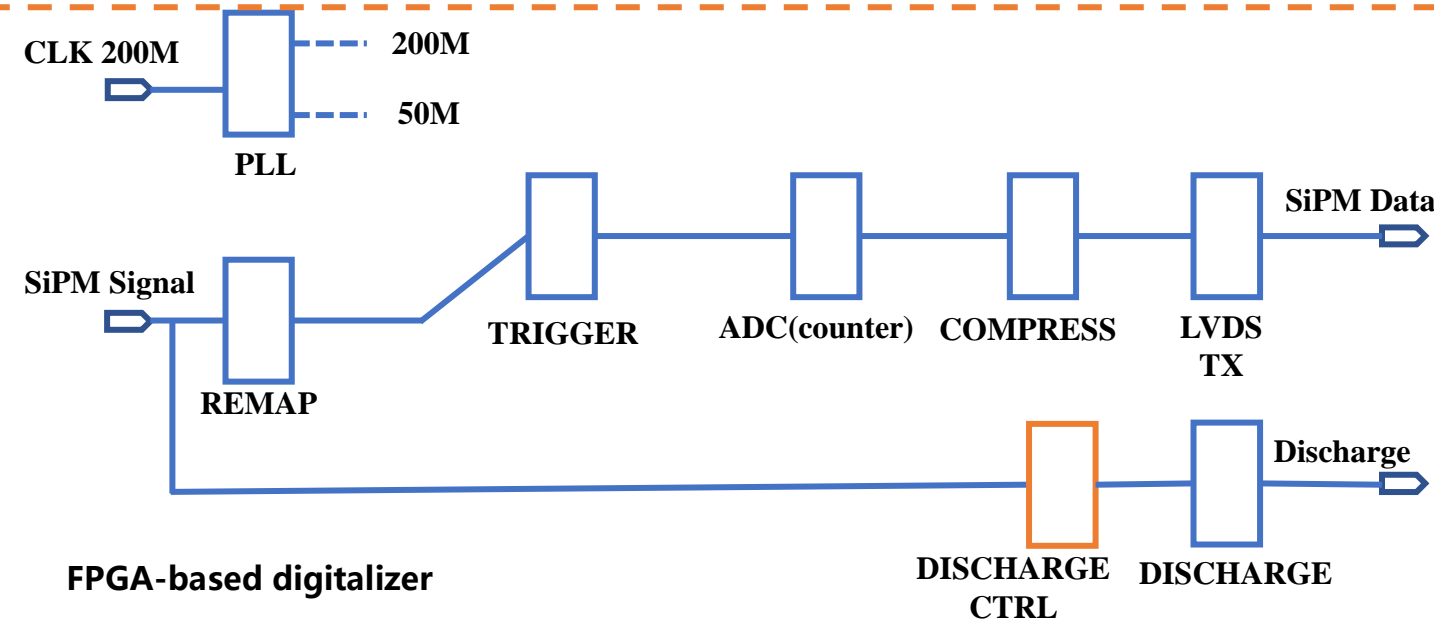 CLK 200M
200M
50M
PLL
SiPM Signal
REMAP
TRIGGER
ADC(counter)
COMPRESS
LVDS
TX
SiPM Data
Discharge
DISCHARGE
CTRL
DISCHARGE
FPGA-based digitalizer